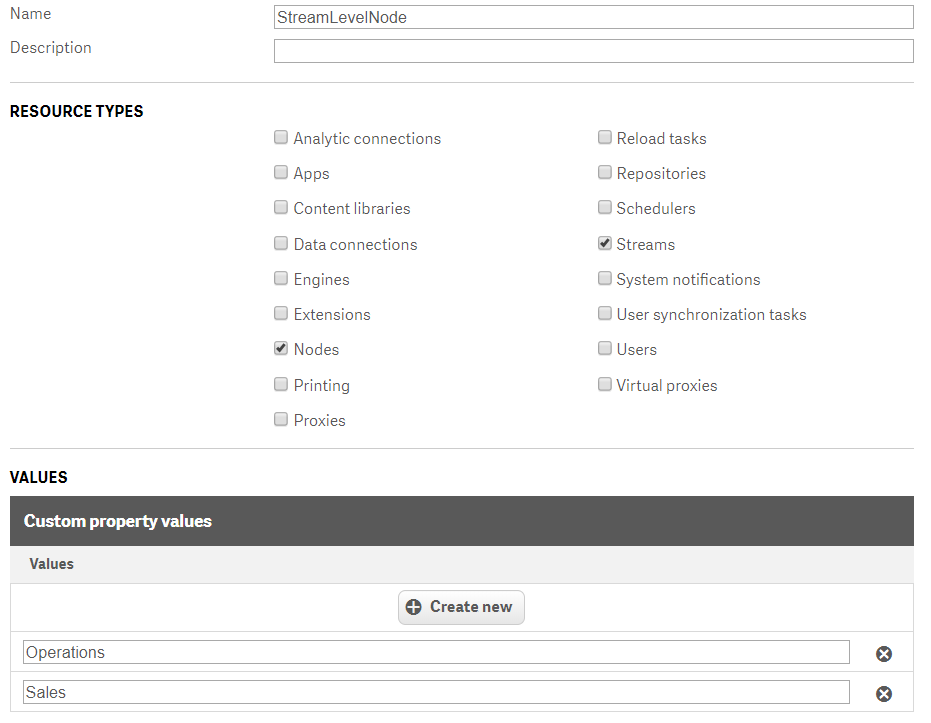 Name StreamLevelNode
Description
RESOURCE TYPES
Analytic connections Reload tasks
Apps Repositories
Content libraries Schedulers
Data connections Streams
Engines System notifications
Extensions User synchronization tasks
Nodes Users
Printing Virtual proxies
Proxies
VALUES
Custom property values
Values
Create new
Operations
Sales